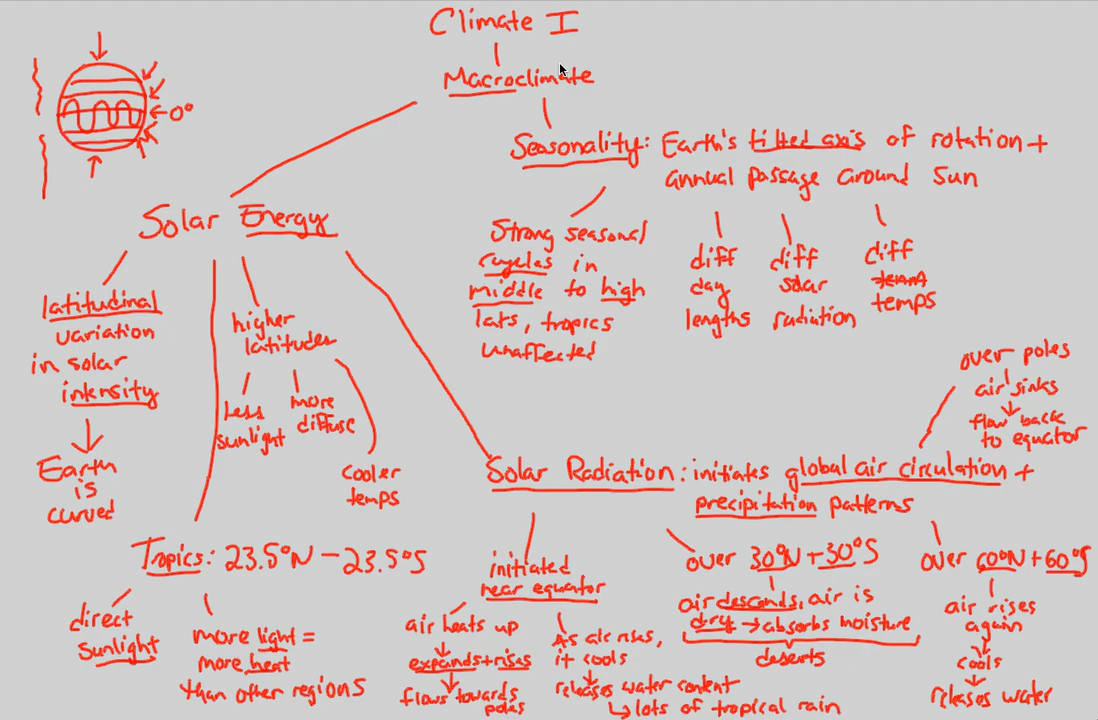 Climate I
Macroclimate
0°
Seasonality: Earth's tilted axis of rotation +
annual passage around sun
Solar Energy
Strong seasonal
cycles in
middle to high
lats, tropics
unaffected
diff
day
lengths
diff
solar
radiation
diff
temps
latitudinal
variation
in solar
intensity
Earth
is
curved
higher
latitudes
less
sunlight
more
diffuse
cooler
temps
over poles
air sinks
flow back
to equator
Solar Radiation: initiates global air circulation +
precipitation patterns
Tropics: 23.5°N - 23.5°S
direct
sunlight
more light =
more heat
than other regions
initiated
near equator
air heats up
expands + rises
flows towards
poles
As air rises,
it cools
releases water content
lots of tropical rain
over 30°N + 30°S
air descends, air is
dry → absorbs moisture
deserts
over 60°N + 60°S
air rises
again
cools
releases water